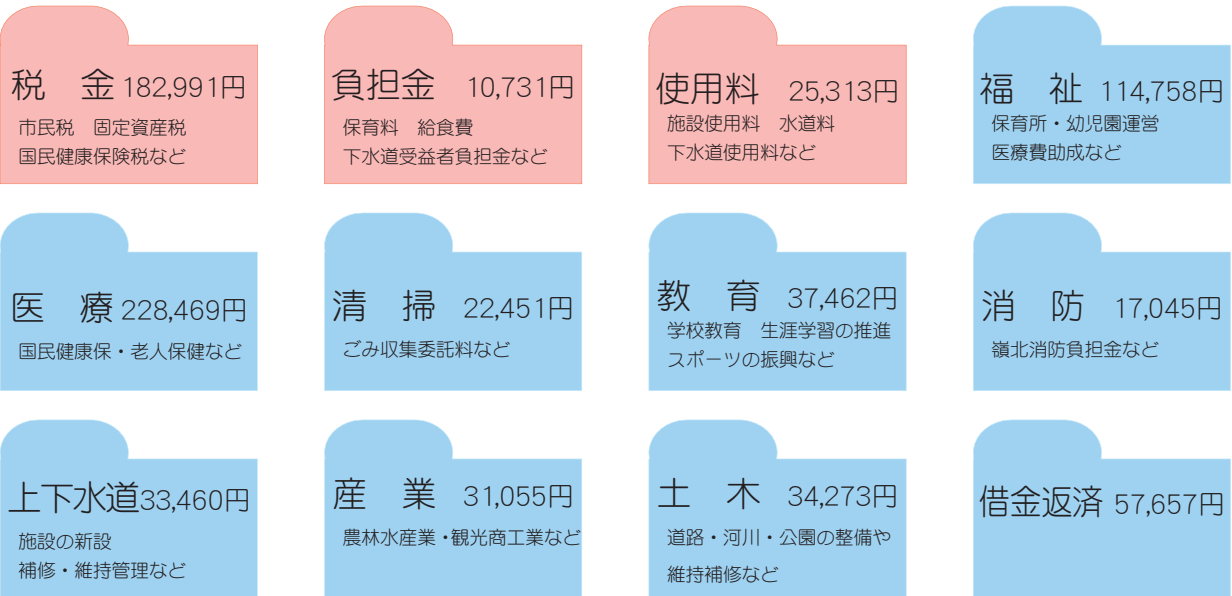 税　金 182,991円
市民税　固定資産税
国民健康保険税など
負担金 10,731円
保育料　給食費
下水道受益者負担金など
使用料 25,313円
施設使用料　水道料
下水道使用料など
福　祉 114,758円
保育所・幼児園運営
医療費助成など
医　療 228,469円
国民健康保・老人保健など
清　掃 22,451円
ごみ収集委託料など
教　育 37,462円
学校教育　生涯学習の推進
スポーツの振興など
消　防 17,045円
嶺北消防負担金など
上下水道33,460円
施設の新設
補修・維持管理など
産　業 31,055円
農林水産業・観光商工業など
土　木 34,273円
道路・河川・公園の整備や
維持補修など
借金返済 57,657円